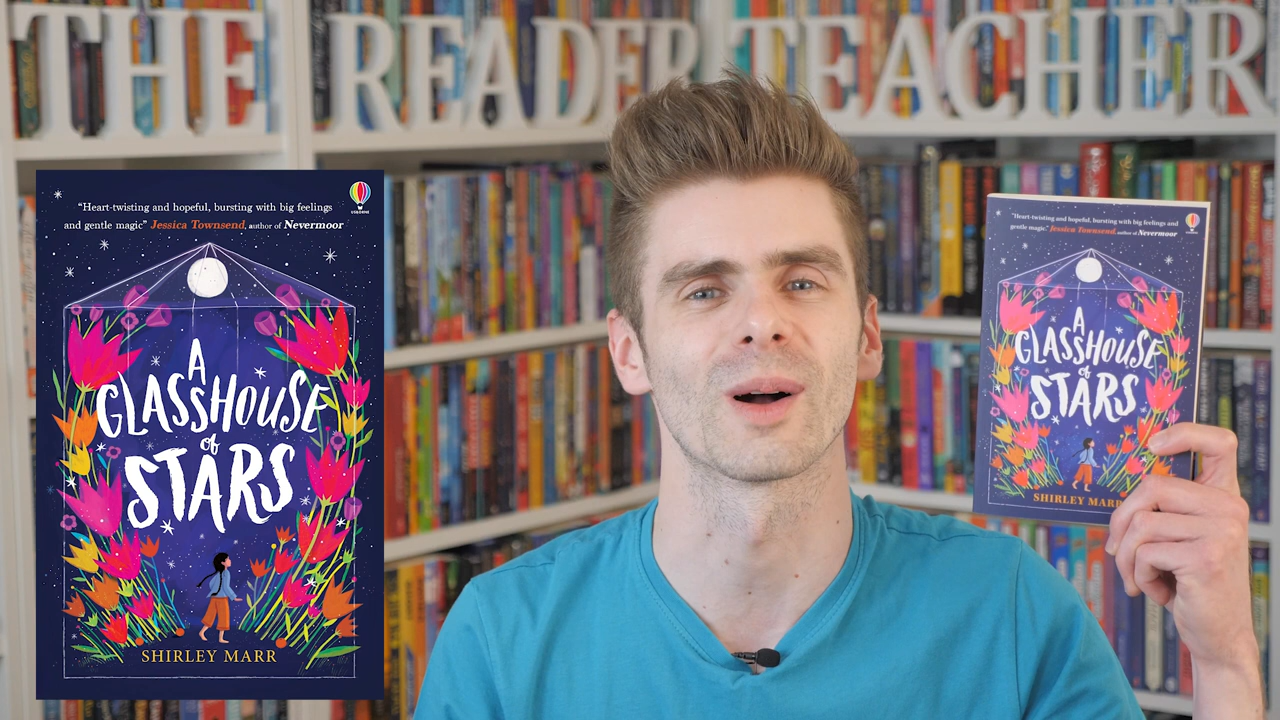 THE READER TEACHER
"Heart-twisting and hopeful, bursting with big feelings
and gentle magic" Jessica Townsend, author of Nevermoor
USBORNE
A
GLASSHOUSE
of
STARS
SHIRLEY MARR
"Heart-twisting and hopeful, bursting with big feelings
and gentle magic." Jessica Townsend, author of Nevermoor
A
GLASSHOUSE
of
STARS
SHIRLEY MARR